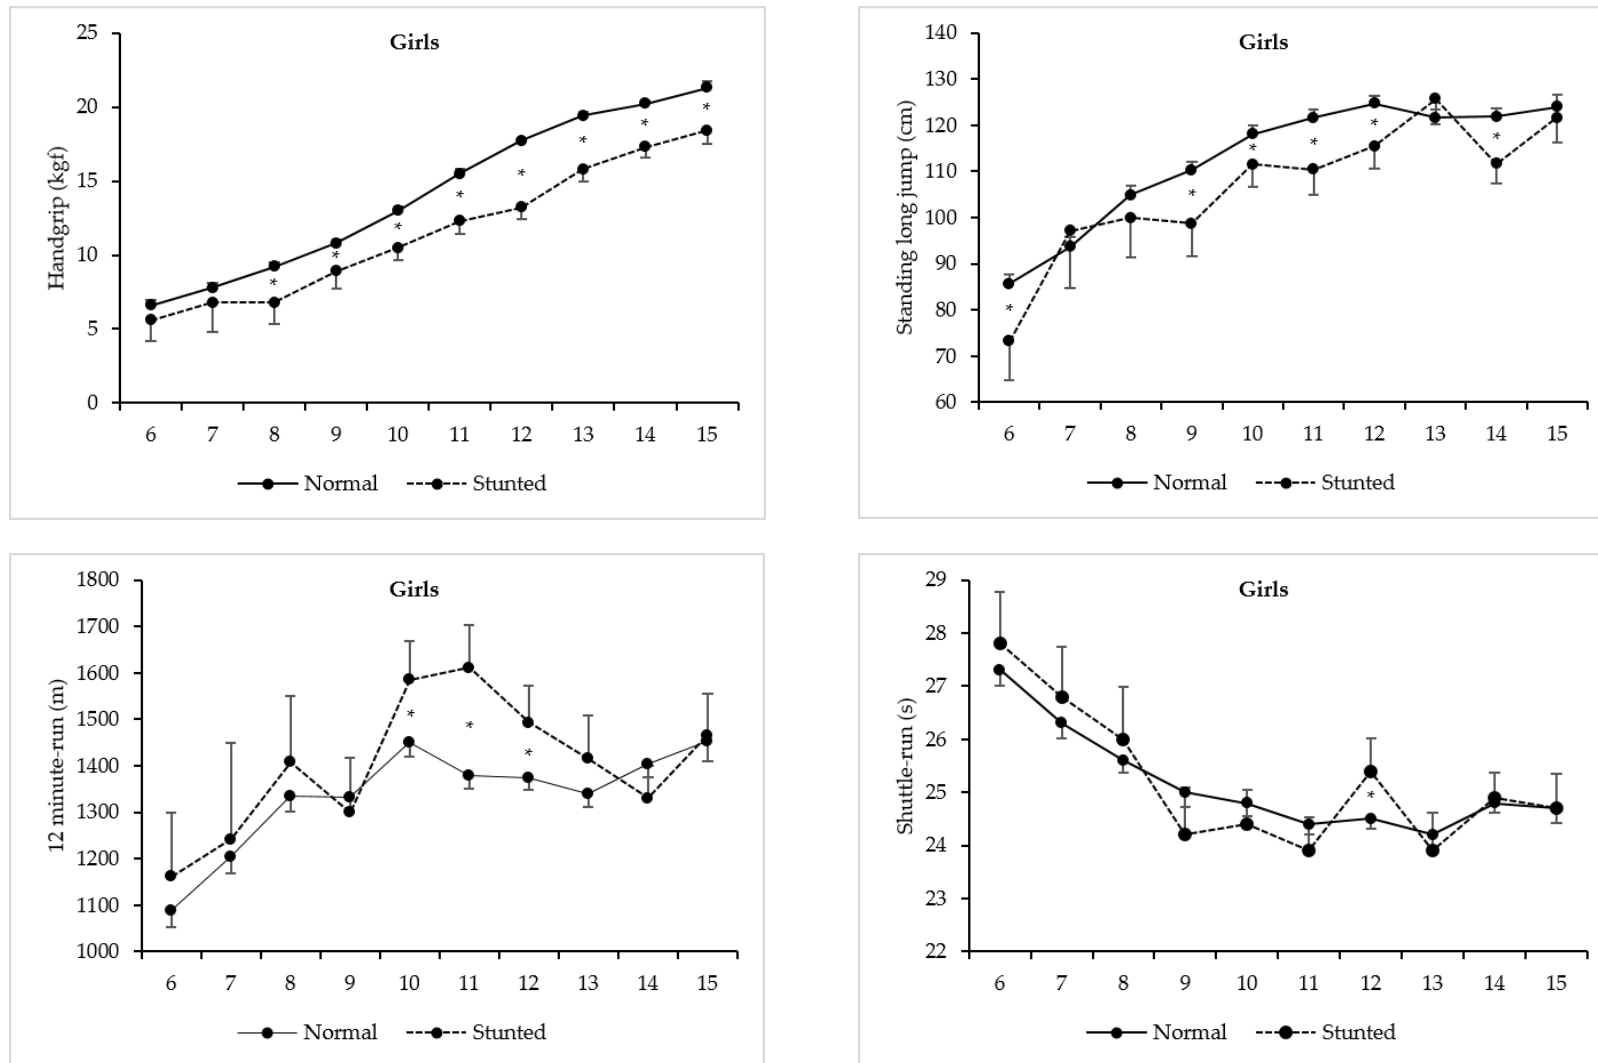 Girls
Handgrip (kgf)
25
20
15
10
5
0
* * * * * * * *
6 7 8 9 10 11 12 13 14 15
Normal Stunted
Girls
Standing long jump (cm)
140
130
120
110
100
90
80
70
60
* * * * * *
6 7 8 9 10 11 12 13 14 15
Normal Stunted
Girls
12 minute-run (m)
1800
1700
1600
1500
1400
1300
1200
1100
1000
* * *
6 7 8 9 10 11 12 13 14 15
Normal Stunted
Girls
Shuttle-run (s)
29
28
27
26
25
24
23
22
*
6 7 8 9 10 11 12 13 14 15
Normal Stunted